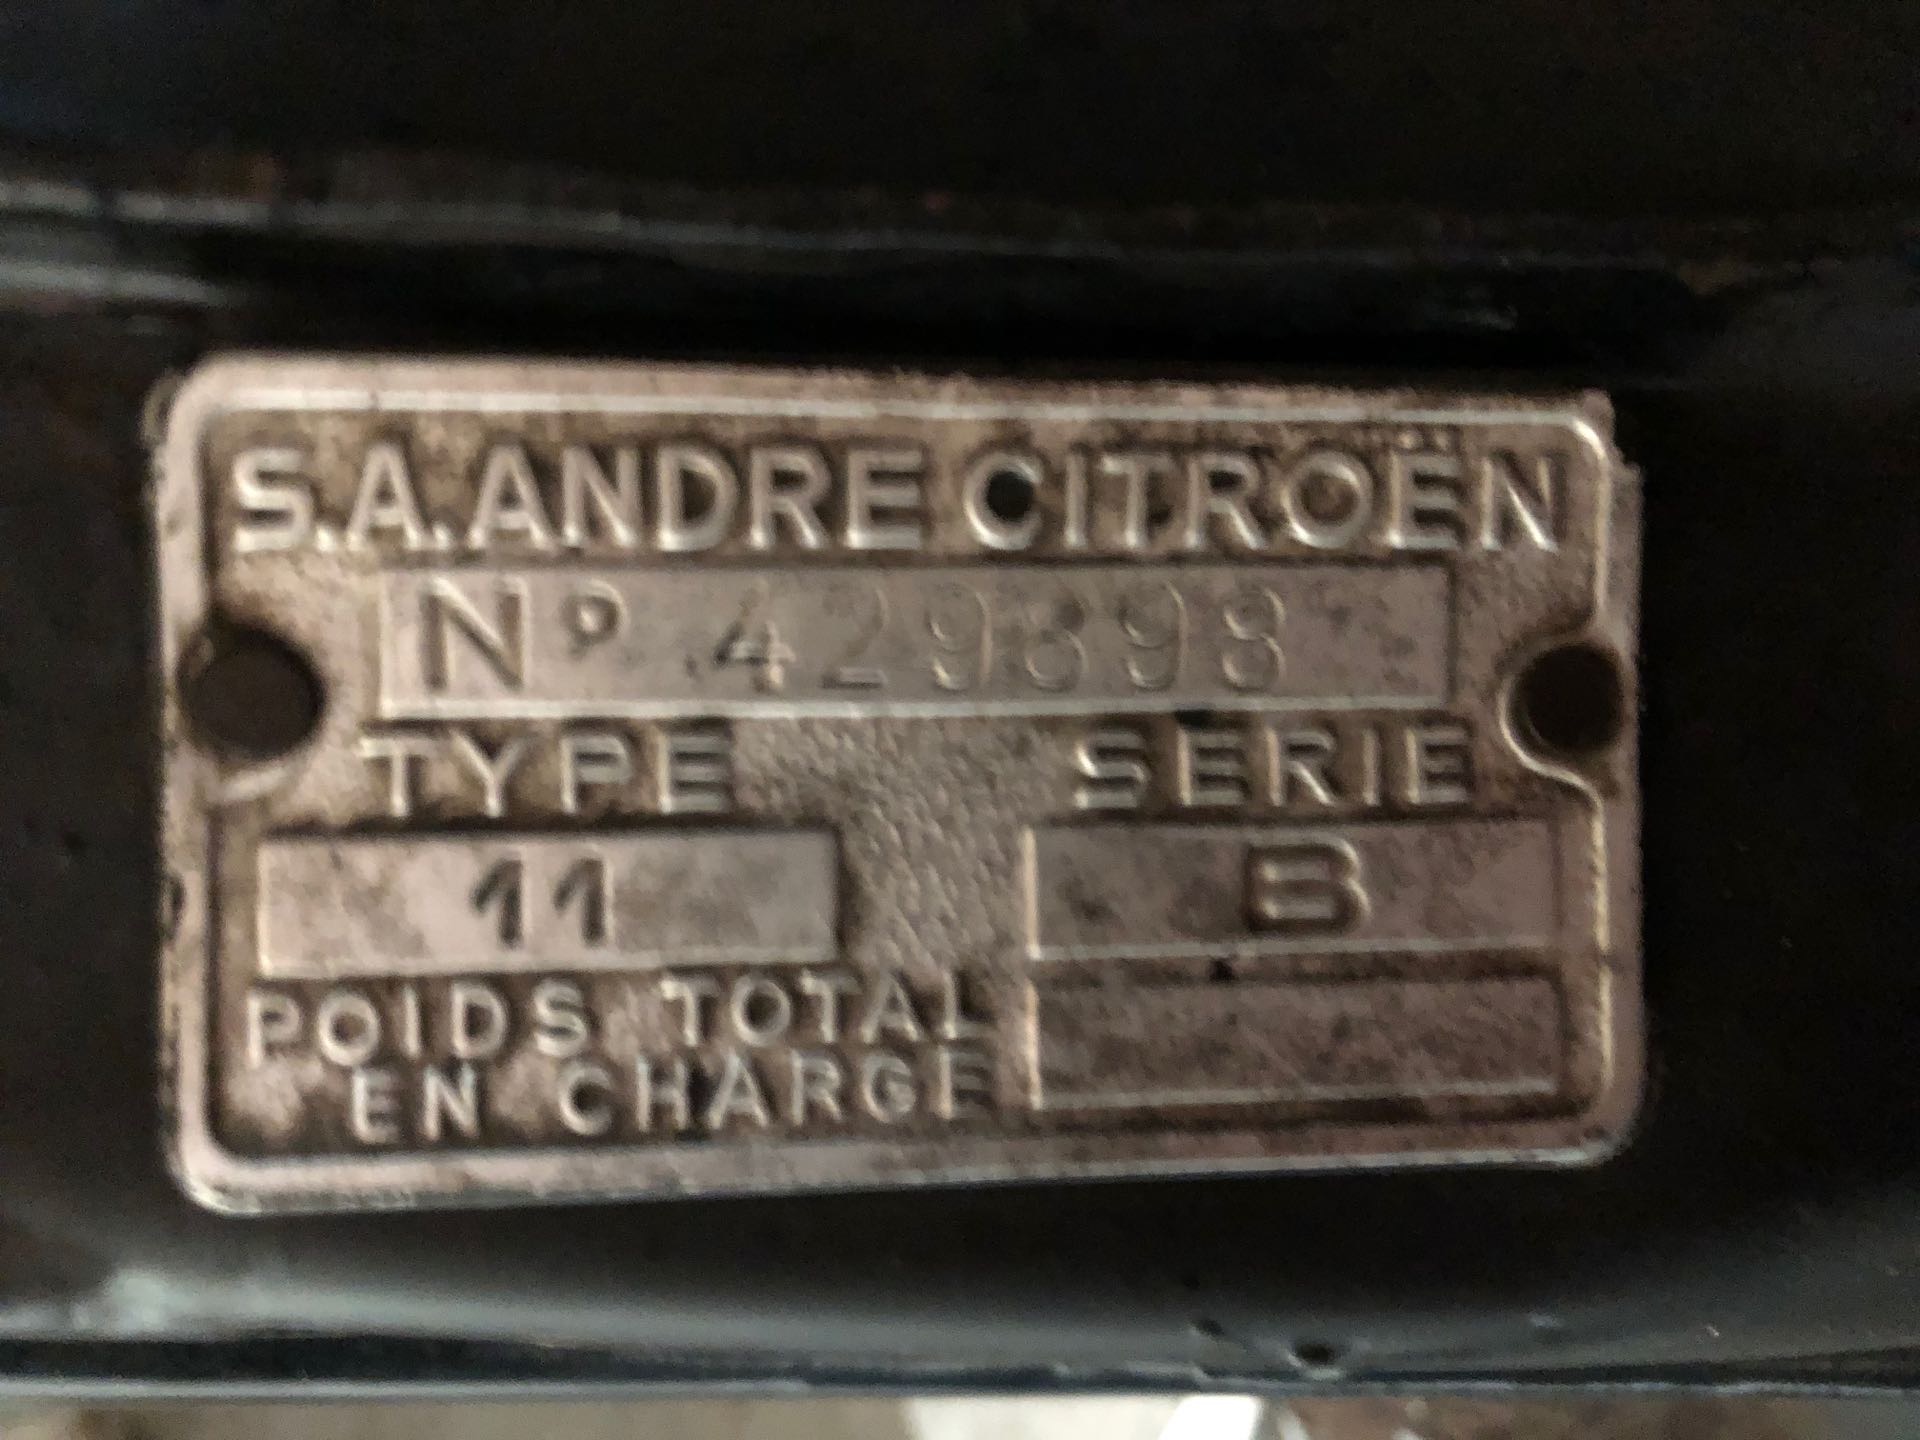 S.A.ANDRE CITROËN
Nº 429898
TYPE SERIE
11 B
POIDS TOTAL
EN CHARGE